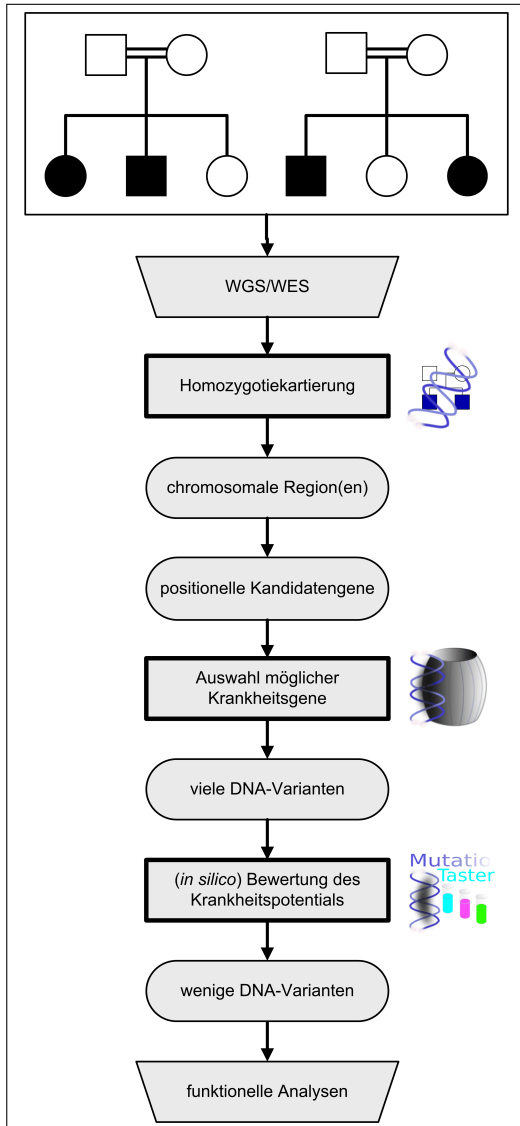 WGS/WES
Homozygotiekartierung
chromosomale Region(en)
positionelle Kandidatengene
Auswahl möglicher
Krankheitsgene
viele DNA-Varianten
(in silico) Bewertung des
Krankheitspotentials
Mutatio
Taster
wenige DNA-Varianten
funktionelle Analysen